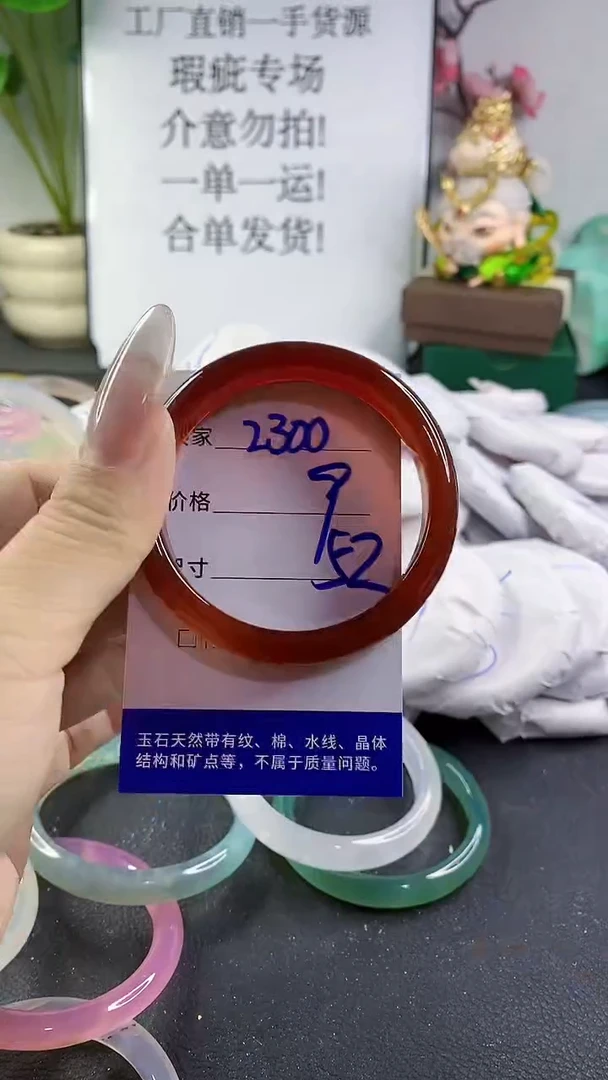 工厂直销一手货源
瑕疵专场
介意勿拍!
一单一运!
合单发货!
家 2300
价格
寸 52
玉石天然带有纹、棉、水线、晶体
结构和矿点等，不属于质量问题。